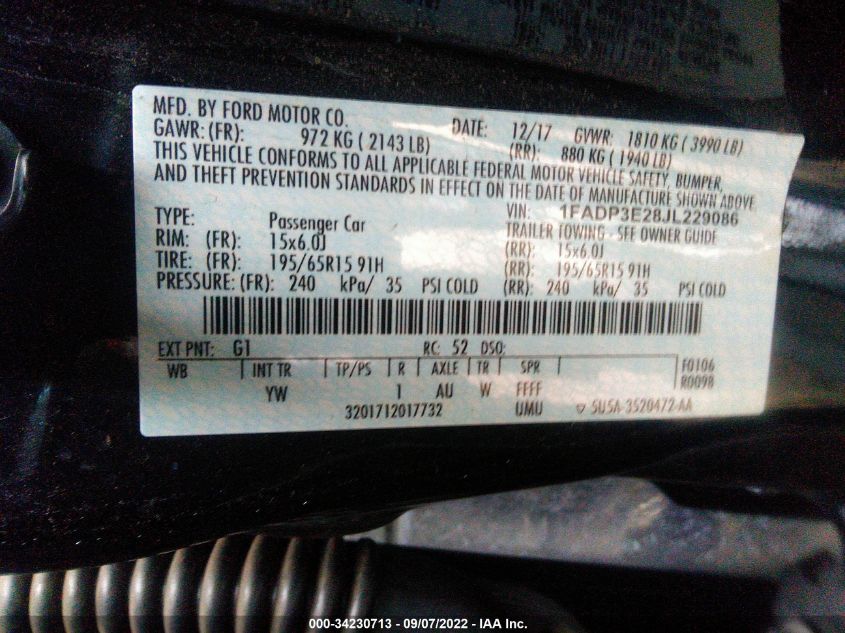 MFD. BY FORD MOTOR CO. DATE: 12/17 GVWR: 1810 KG ( 3990 LB)
GAWR: (FR): 972 KG ( 2143 LB) (RR): 880 KG ( 1940 LB)
THIS VEHICLE CONFORMS TO ALL APPLICABLE FEDERAL MOTOR VEHICLE SAFETY, BUMPER,
AND THEFT PREVENTION STANDARDS IN EFFECT ON THE DATE OF MANUFACTURE SHOWN ABOVE.
VIN: 1FADP3E28JL229086
TYPE: Passenger Car TRAILER TOWING - SEE OWNER GUIDE
RIM: (FR): 15x6.0J (RR): 15x6.0J
TIRE: (FR): 195/65R15 91H (RR): 195/65R15 91H
PRESSURE: (FR): 240 kPa/ 35 PSI COLD (RR): 240 kPa/ 35 PSI COLD
EXT PNT: G1 RC: 52 DSO:
WB INT TR TP/PS R AXLE TR SPR F0106
YW 1 AU W FFFF R0098
3201712017732 UMU 5U5A-3520472-AA
000-34230713 - 09/07/2022 - IAA Inc.